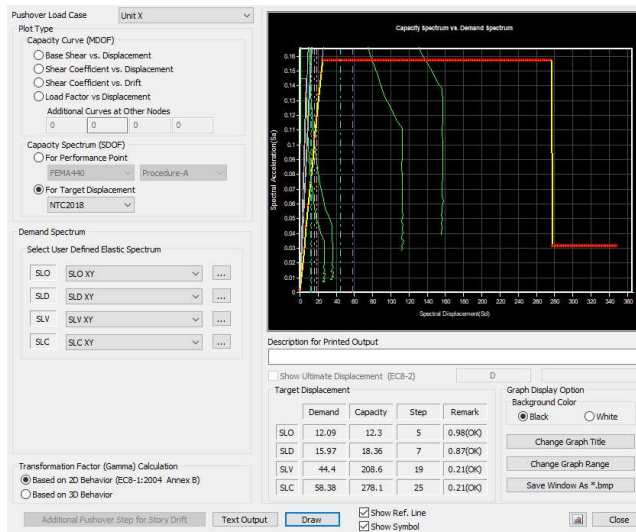 Pushover Load Case Unit X
Plot Type
Capacity Curve (MDOF)
Base Shear vs. Displacement
Shear Coefficient vs. Displacement
Shear Coefficient vs. Drift
Load Factor vs Displacement
Additional Curves at Other Nodes
0 0 0 0
Capacity Spectrum (SDOF)
For Performance Point
FEMA440 Procedure-A
For Target Displacement
NTC2018
Demand Spectrum
Select User Defined Elastic Spectrum
SLO SLO XY ...
SLD SLD XY ...
SLV SLV XY ...
SLC SLC XY ...
Transformation Factor (Gamma) Calculation
Based on 2D Behavior (EC8-1:2004 Annex B)
Based on 3D Behavior
Additional Pushover Step for Story Drift Text Output Draw
Show Ref. Line
Show Symbol
Close
Capacity Spectrum vs. Demand Spectrum
Spectral Acceleration(Sa)
0.16
0.15
0.14
0.13
0.12
0.11
0.1
0.09
0.08
0.07
0.06
0.05
0.04
0.03
0.02
0.01
0
0 20 40 60 80 100 120 140 160 180 200 220 240 260 280 300 320 340 360
Spectral Displacement(Sd)
Description for Printed Output
Show Ultimate Displacement (EC8-2) D
Target Displacement
Demand Capacity Step Remark
SLO 12.09 12.3 5 0.98(OK)
SLD 15.97 18.36 7 0.87(OK)
SLV 44.4 208.6 19 0.21(OK)
SLC 58.38 278.1 25 0.21(OK)
Graph Display Option
Background Color
Black White
Change Graph Title
Change Graph Range
Save Window As *.bmp